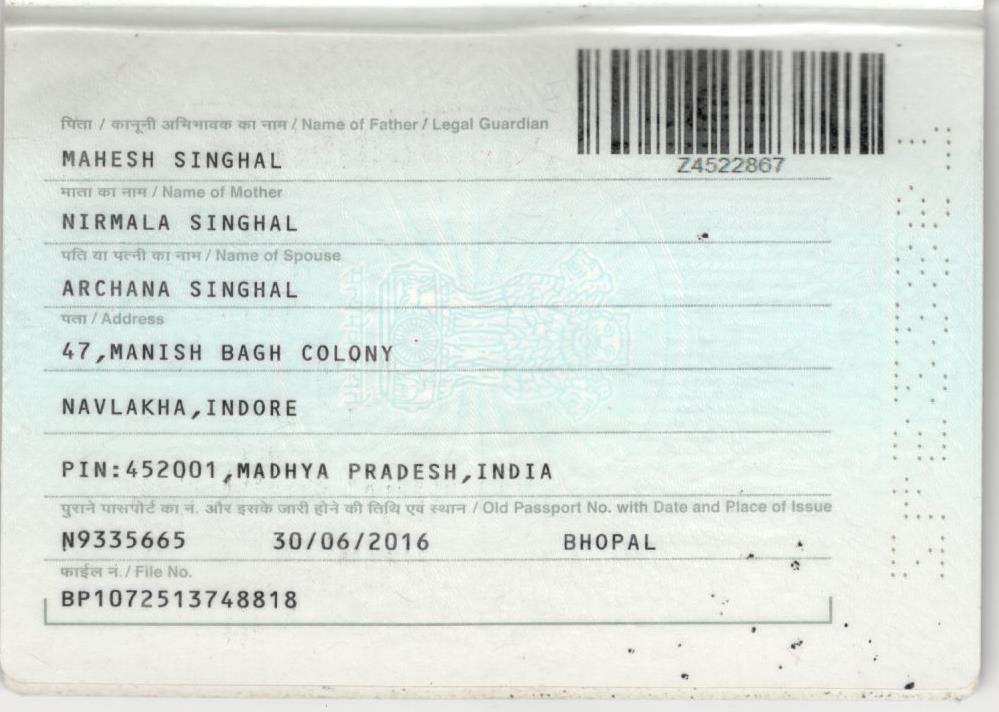 Z4522867
पिता / कानूनी अभिभावक का नाम / Name of Father / Legal Guardian
MAHESH SINGHAL
माता का नाम / Name of Mother
NIRMALA SINGHAL
पति या पत्नी का नाम / Name of Spouse
ARCHANA SINGHAL
पता / Address
47,MANISH BAGH COLONY
NAVLAKHA,INDORE
PIN:452001,MADHYA PRADESH,INDIA
पुराने पासपोर्ट का नं. और इसके जारी होने की तिथि एवं स्थान / Old Passport No. with Date and Place of Issue
N9335665 30/06/2016 BHOPAL
फाईल नं./ File No.
BP1072513748818